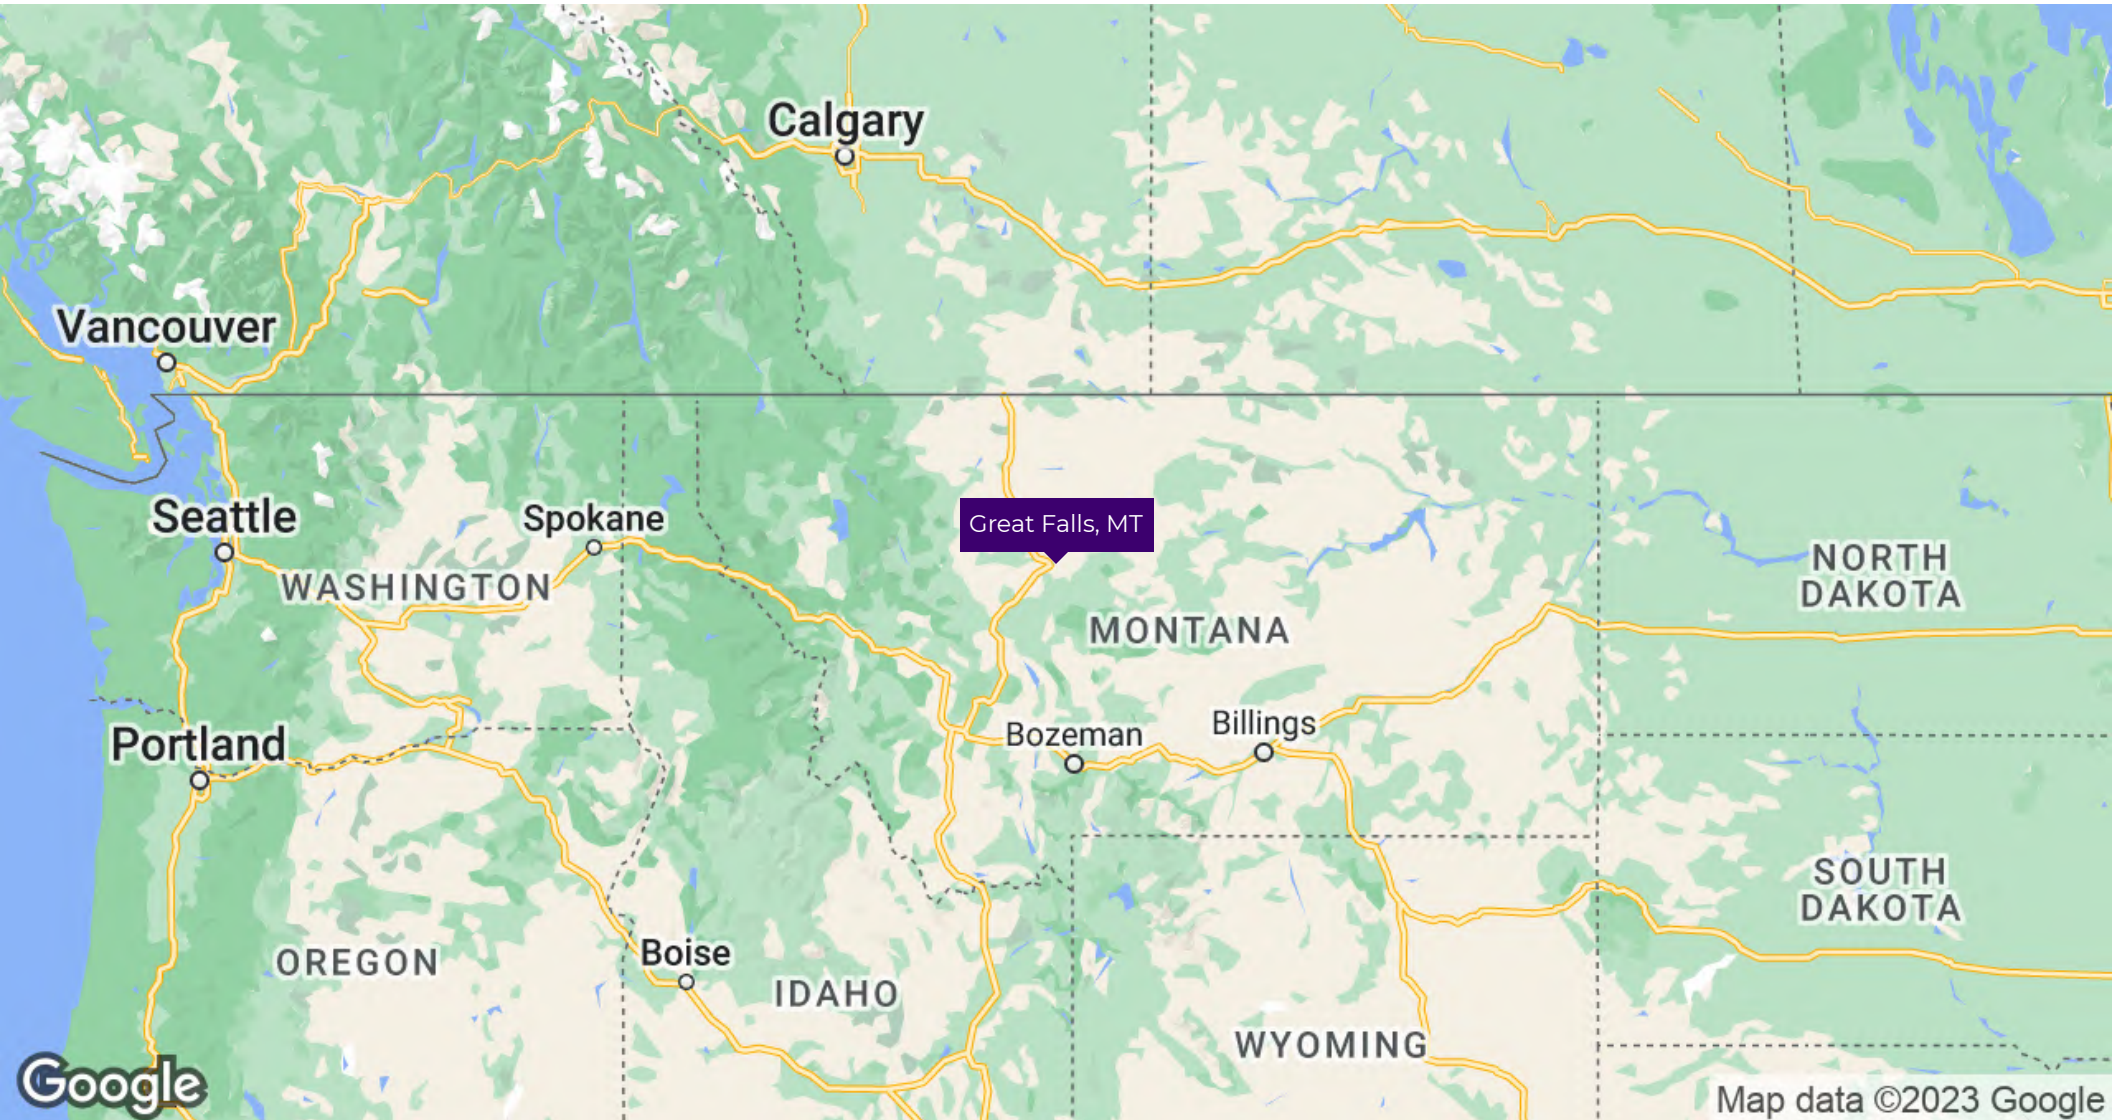 Calgary
Vancouver
Seattle
Spokane
Great Falls, MT
WASHINGTON
MONTANA
NORTH
DAKOTA
Portland
Bozeman
Billings
SOUTH
DAKOTA
OREGON
Boise
IDAHO
WYOMING
Google
Map data ©2023 Google